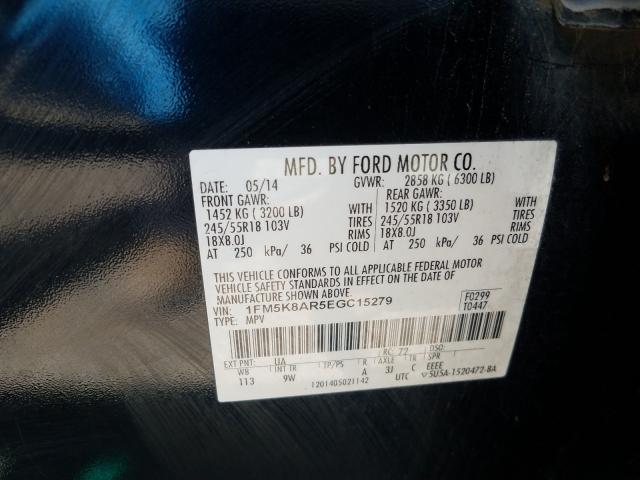 MFD. BY FORD MOTOR CO.
DATE: 05/14 GVWR: 2858 KG ( 6300 LB)
FRONT GAWR: REAR GAWR:
1452 KG ( 3200 LB) WITH 1520 KG ( 3350 LB) WITH
245/55R18 103V TIRES 245/55R18 103V TIRES
18X8.0J RIMS 18X8.0J RIMS
AT 250 kPa/ 36 PSI COLD AT 250 kPa/ 36 PSI COLD
THIS VEHICLE CONFORMS TO ALL APPLICABLE FEDERAL MOTOR
VEHICLE SAFETY STANDARDS IN EFFECT ON THE DATE OF
MANUFACTURE SHOWN ABOVE.
VIN: 1FM5K8AR5EGC15279 F0299
TYPE: MPV T0447
EXT PNT: UA RC: 72 DSO:
WB INT TR TP/PS R AXLE TR SPR
113 9W A 3J C EEEE
1201405021142 UTC 5U5A-1520472-BA